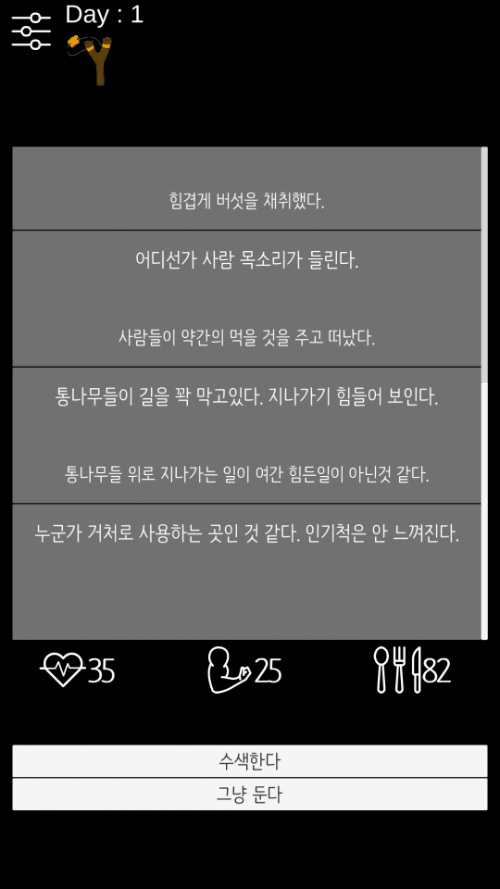 Day : 1
힘겹게 버섯을 채취했다.
어디선가 사람 목소리가 들린다.
사람들이 약간의 먹을 것을 주고 떠났다.
통나무들이 길을 꽉 막고있다. 지나가기 힘들어 보인다.
통나무들 위로 지나가는 일이 여간 힘든일이 아닌것 같다.
누군가 거처로 사용하는 곳인 것 같다. 인기척은 안 느껴진다.
35 25 82
수색한다
그냥 둔다